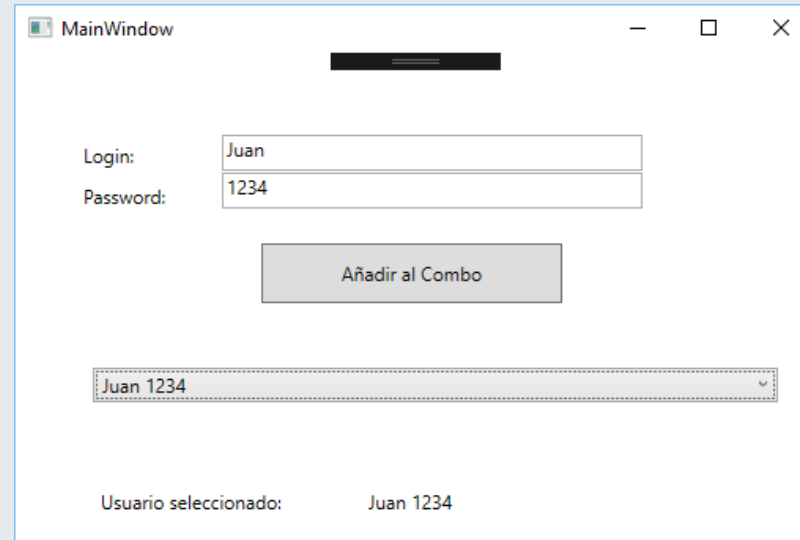 MainWindow
Login:
Juan
Password:
1234
Añadir al Combo
Juan 1234
Usuario seleccionado:
Juan 1234